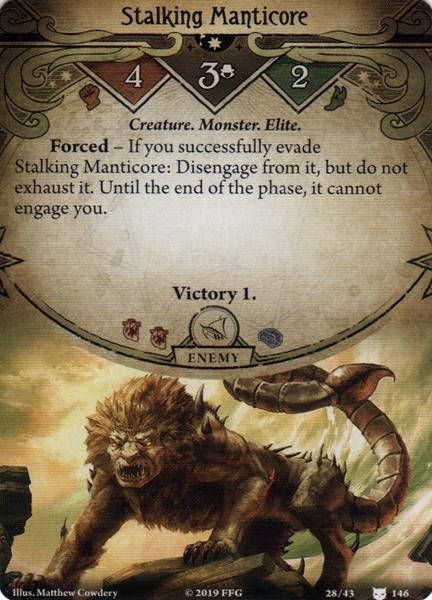 Stalking Manticore
4 3 2
Creature. Monster. Elite.
Forced – If you successfully evade
Stalking Manticore: Disengage from it, but do not
exhaust it. Until the end of the phase, it cannot
engage you.
Victory 1.
ENEMY
Illus. Matthew Cowdery © 2019 FFG 28/43 146